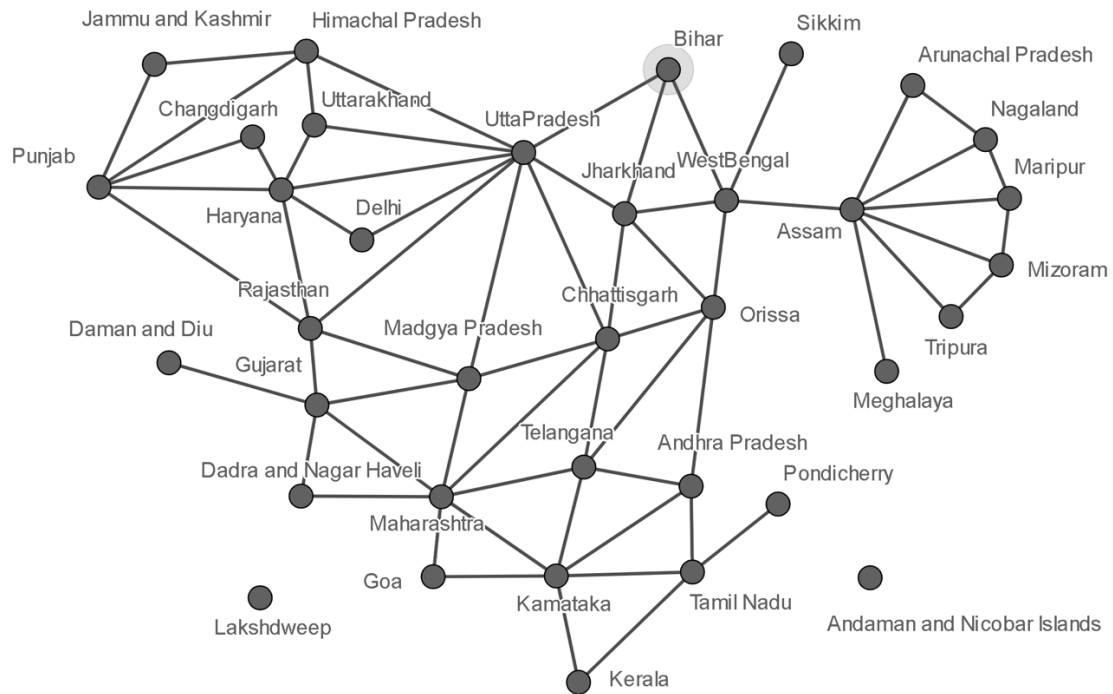 Jammu and Kashmir
Himachal Pradesh
Bihar
Sikkim
Arunachal Pradesh
Changdigarh
Uttarakhand
UttaPradesh
Nagaland
Punjab
Jharkhand
WestBengal
Maripur
Haryana
Delhi
Assam
Mizoram
Rajasthan
Chhattisgarh
Orissa
Daman and Diu
Madgya Pradesh
Tripura
Gujarat
Meghalaya
Telangana
Andhra Pradesh
Dadra and Nagar Haveli
Pondicherry
Maharashtra
Goa
Kamataka
Tamil Nadu
Lakshdweep
Andaman and Nicobar Islands
Kerala